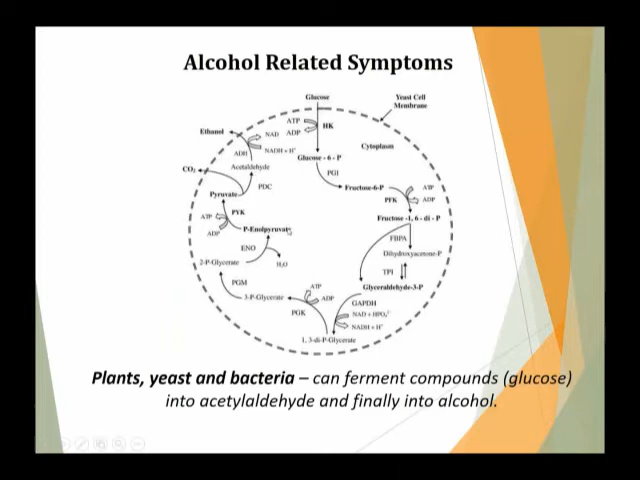 Alcohol Related Symptoms
Glucose
Yeast Cell
Membrane
Ethanol
ATP
ADP
HK
NAD
NADH + H⁺
ADH
Cytoplasm
Glucose - 6 - P
CO₂
Acetaldehyde
PGI
PDC
Pyruvate
Fructose-6-P
ATP
ADP
PFK
ATP
ADP
PYK
Fructose -1, 6 - di - P
P-Enolpyruvate
FBPA
ENO
Dihydroxyacetone-P
2-P-Glycerate
H₂O
TPI
PGM
Glyceraldehyde-3-P
3-P-Glycerate
ATP
ADP
GAPDH
PGK
NAD + HPO₄²
NADH + H⁺
1, 3-di-P-Glycerate
Plants, yeast and bacteria – can ferment compounds (glucose)
into acetylaldehyde and finally into alcohol.